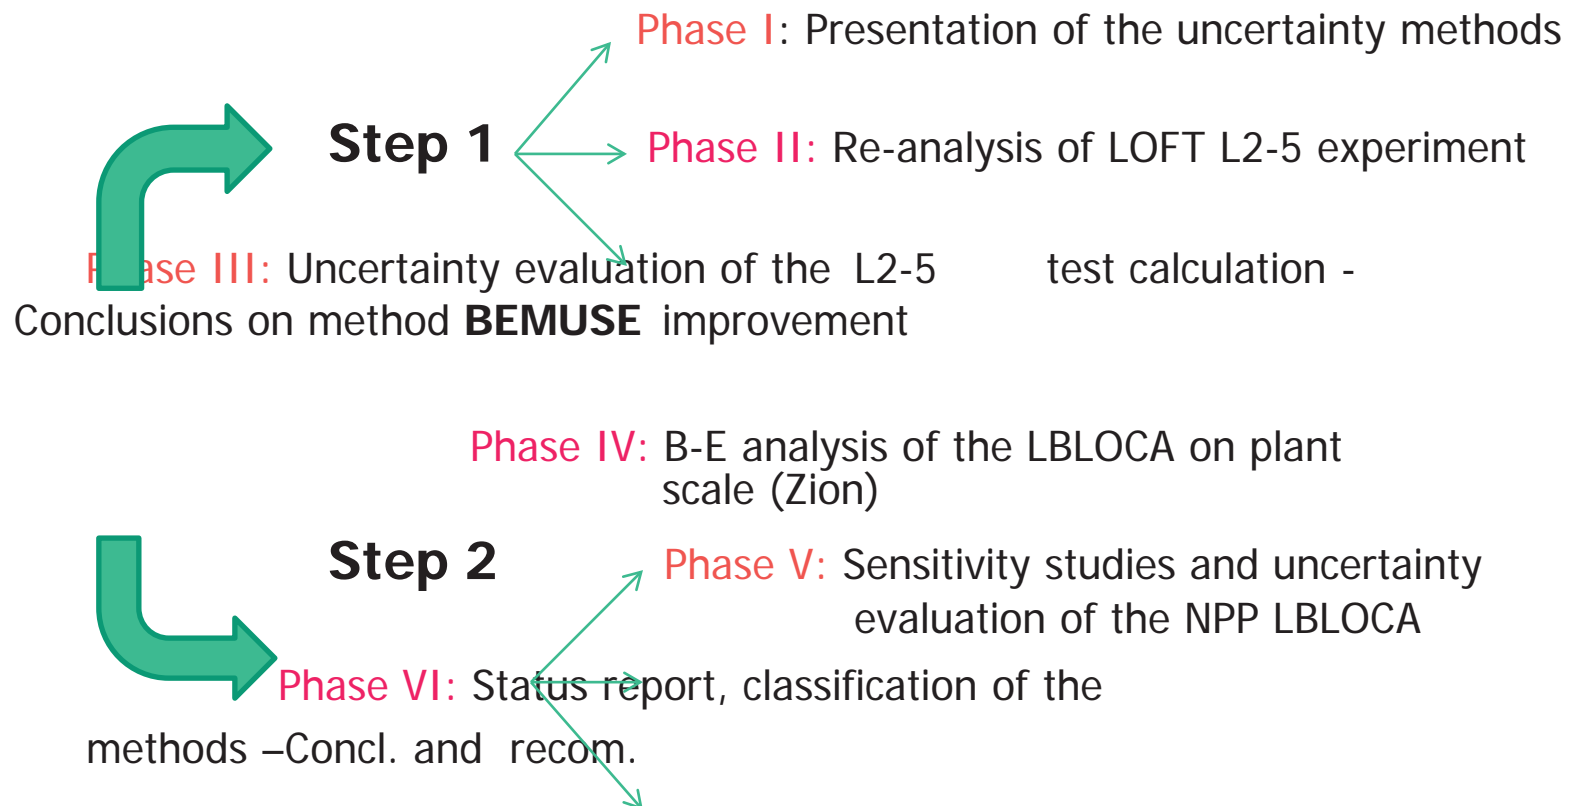 Phase I: Presentation of the uncertainty methods
Step 1
Phase II: Re-analysis of LOFT L2-5 experiment
Phase III: Uncertainty evaluation of the L2-5 test calculation -
Conclusions on method BEMUSE improvement
Phase IV: B-E analysis of the LBLOCA on plant
scale (Zion)
Step 2
Phase V: Sensitivity studies and uncertainty
evaluation of the NPP LBLOCA
Phase VI: Status report, classification of the
methods –Concl. and recom.